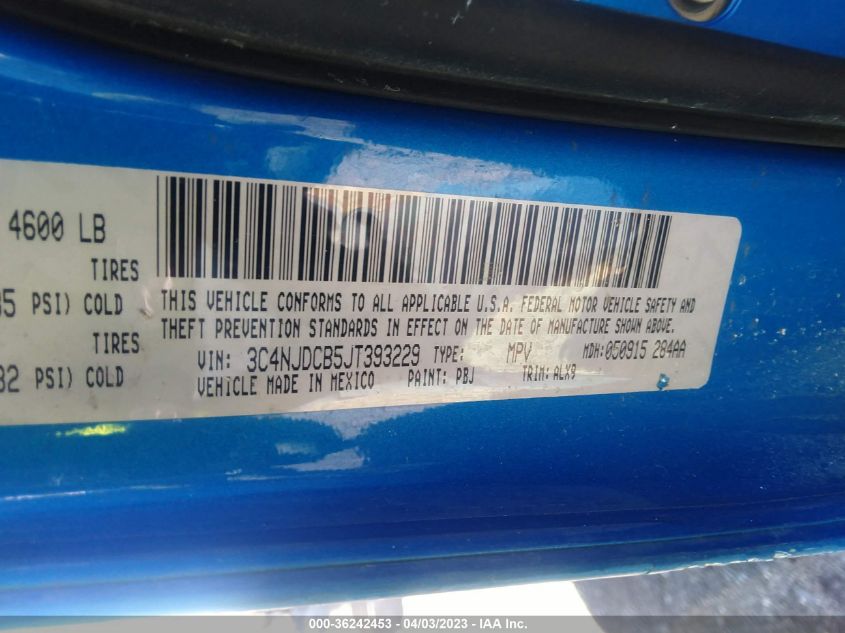 4600 LB
TIRES
35 PSI) COLD
TIRES
32 PSI) COLD
THIS VEHICLE CONFORMS TO ALL APPLICABLE U.S.A. FEDERAL MOTOR VEHICLE SAFETY AND
THEFT PREVENTION STANDARDS IN EFFECT ON THE DATE OF MANUFACTURE SHOWN ABOVE.
VIN: 3C4NJDCB5JT393229 TYPE: MPV MDH: 050915 284AA
VEHICLE MADE IN MEXICO PAINT: PBJ TRIM: ALX9
000-36242453 - 04/03/2023 - IAA Inc.